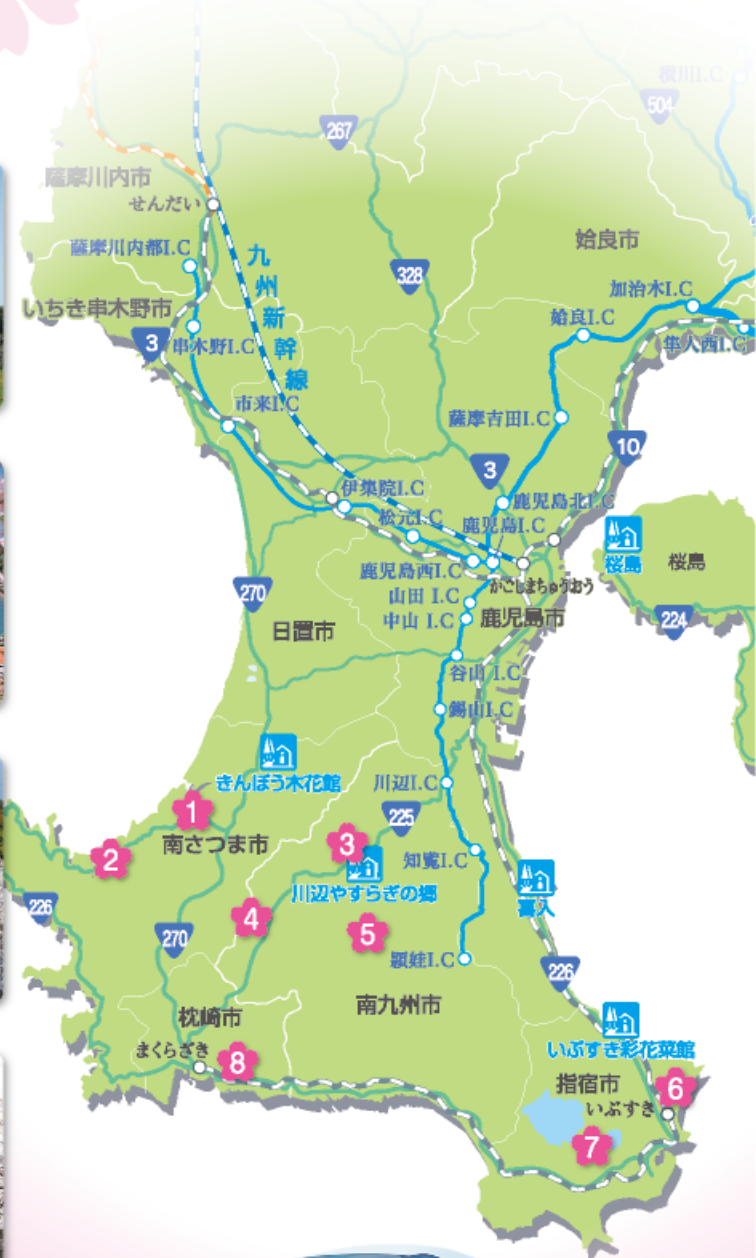 横川I.C
504
267
薩摩川内市
せんだい
姶良市
薩摩川内都I.C
九州新幹線
328
加治木I.C
いちき串木野市
姶良I.C
3
串木野I.C
隼人西I.C
市来I.C
薩摩吉田I.C
10
3
伊集院I.C
鹿児島北I.C
松元I.C
鹿児島I.C
桜島
桜島
鹿児島西I.C
かごしまちゅうおう
270
山田 I.C
中山 I.C
鹿児島市
224
日置市
谷山 I.C
錫山I.C
きんぽう木花館
川辺I.C
1
225
南さつま市
3
2
知覧I.C
川辺やすらぎの郷
喜入
226
4
5
270
頴娃I.C
226
南九州市
枕崎市
いぶすき彩花菜館
まくらざき
8
指宿市
6
いぶすき
7